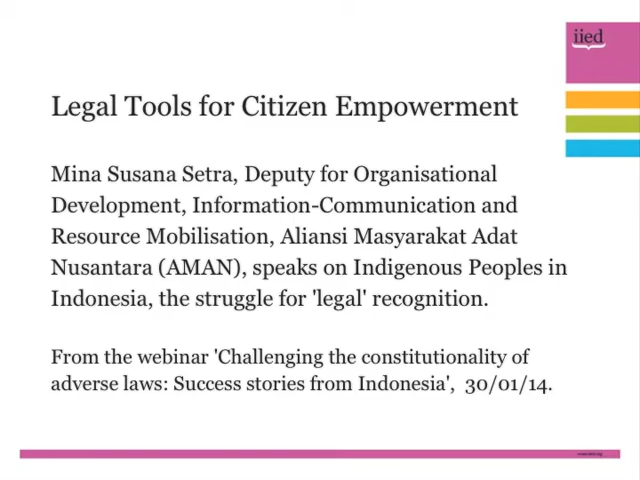 iied
Legal Tools for Citizen Empowerment
Mina Susana Setra, Deputy for Organisational
Development, Information-Communication and
Resource Mobilisation, Aliansi Masyarakat Adat
Nusantara (AMAN), speaks on Indigenous Peoples in
Indonesia, the struggle for 'legal' recognition.
From the webinar 'Challenging the constitutionality of
adverse laws: Success stories from Indonesia',  30/01/14.